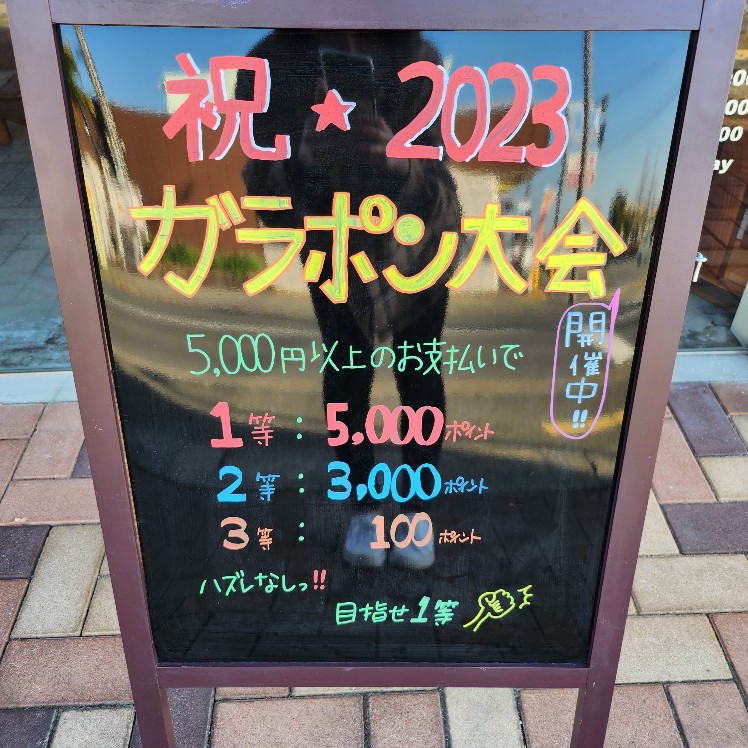 祝★2023
ガラポン大会
開催中!!
5,000円以上のお支払いで
1等：5,000ポイント
2等：3,000ポイント
3等：100ポイント
ハズレなしっ!!
目指せ1等